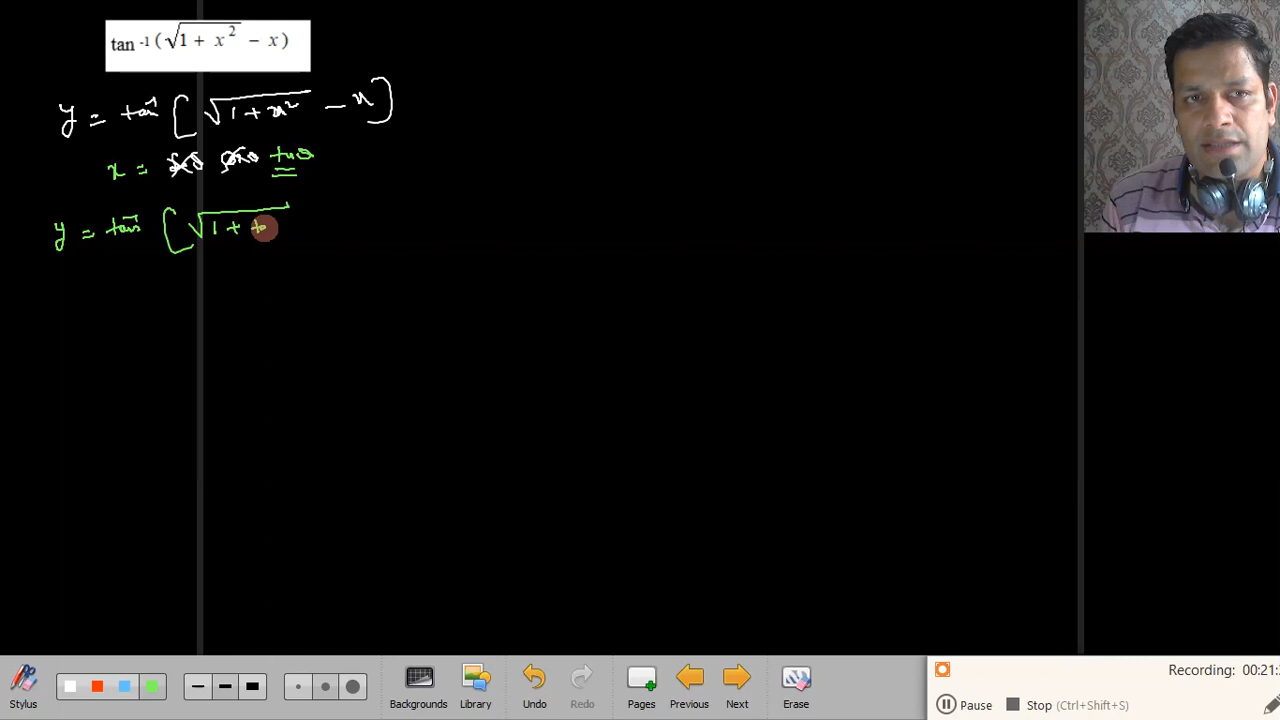 tan -1 (√1 + x² − x)
y = tan⁻¹ [ √1 + x² − x ]
x = tanθ
y = tan⁻¹ [ √1 + ta
Stylus
Backgrounds
Library
Undo
Redo
Pages
Previous
Next
Erase
Recording: 00:21:
Pause
Stop (Ctrl+Shift+S)